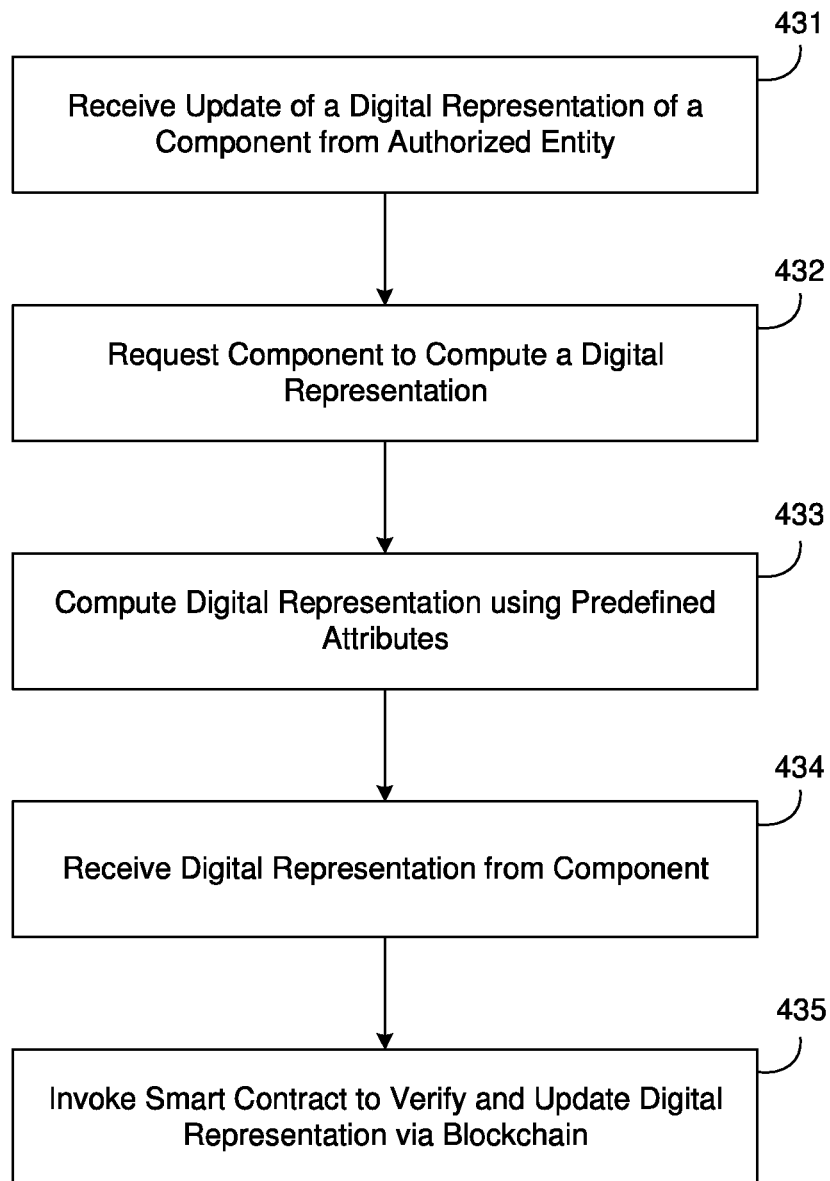 431
Receive Update of a Digital Representation of a
Component from Authorized Entity
432
Request Component to Compute a Digital
Representation
433
Compute Digital Representation using Predefined
Attributes
434
Receive Digital Representation from Component
435
Invoke Smart Contract to Verify and Update Digital
Representation via Blockchain